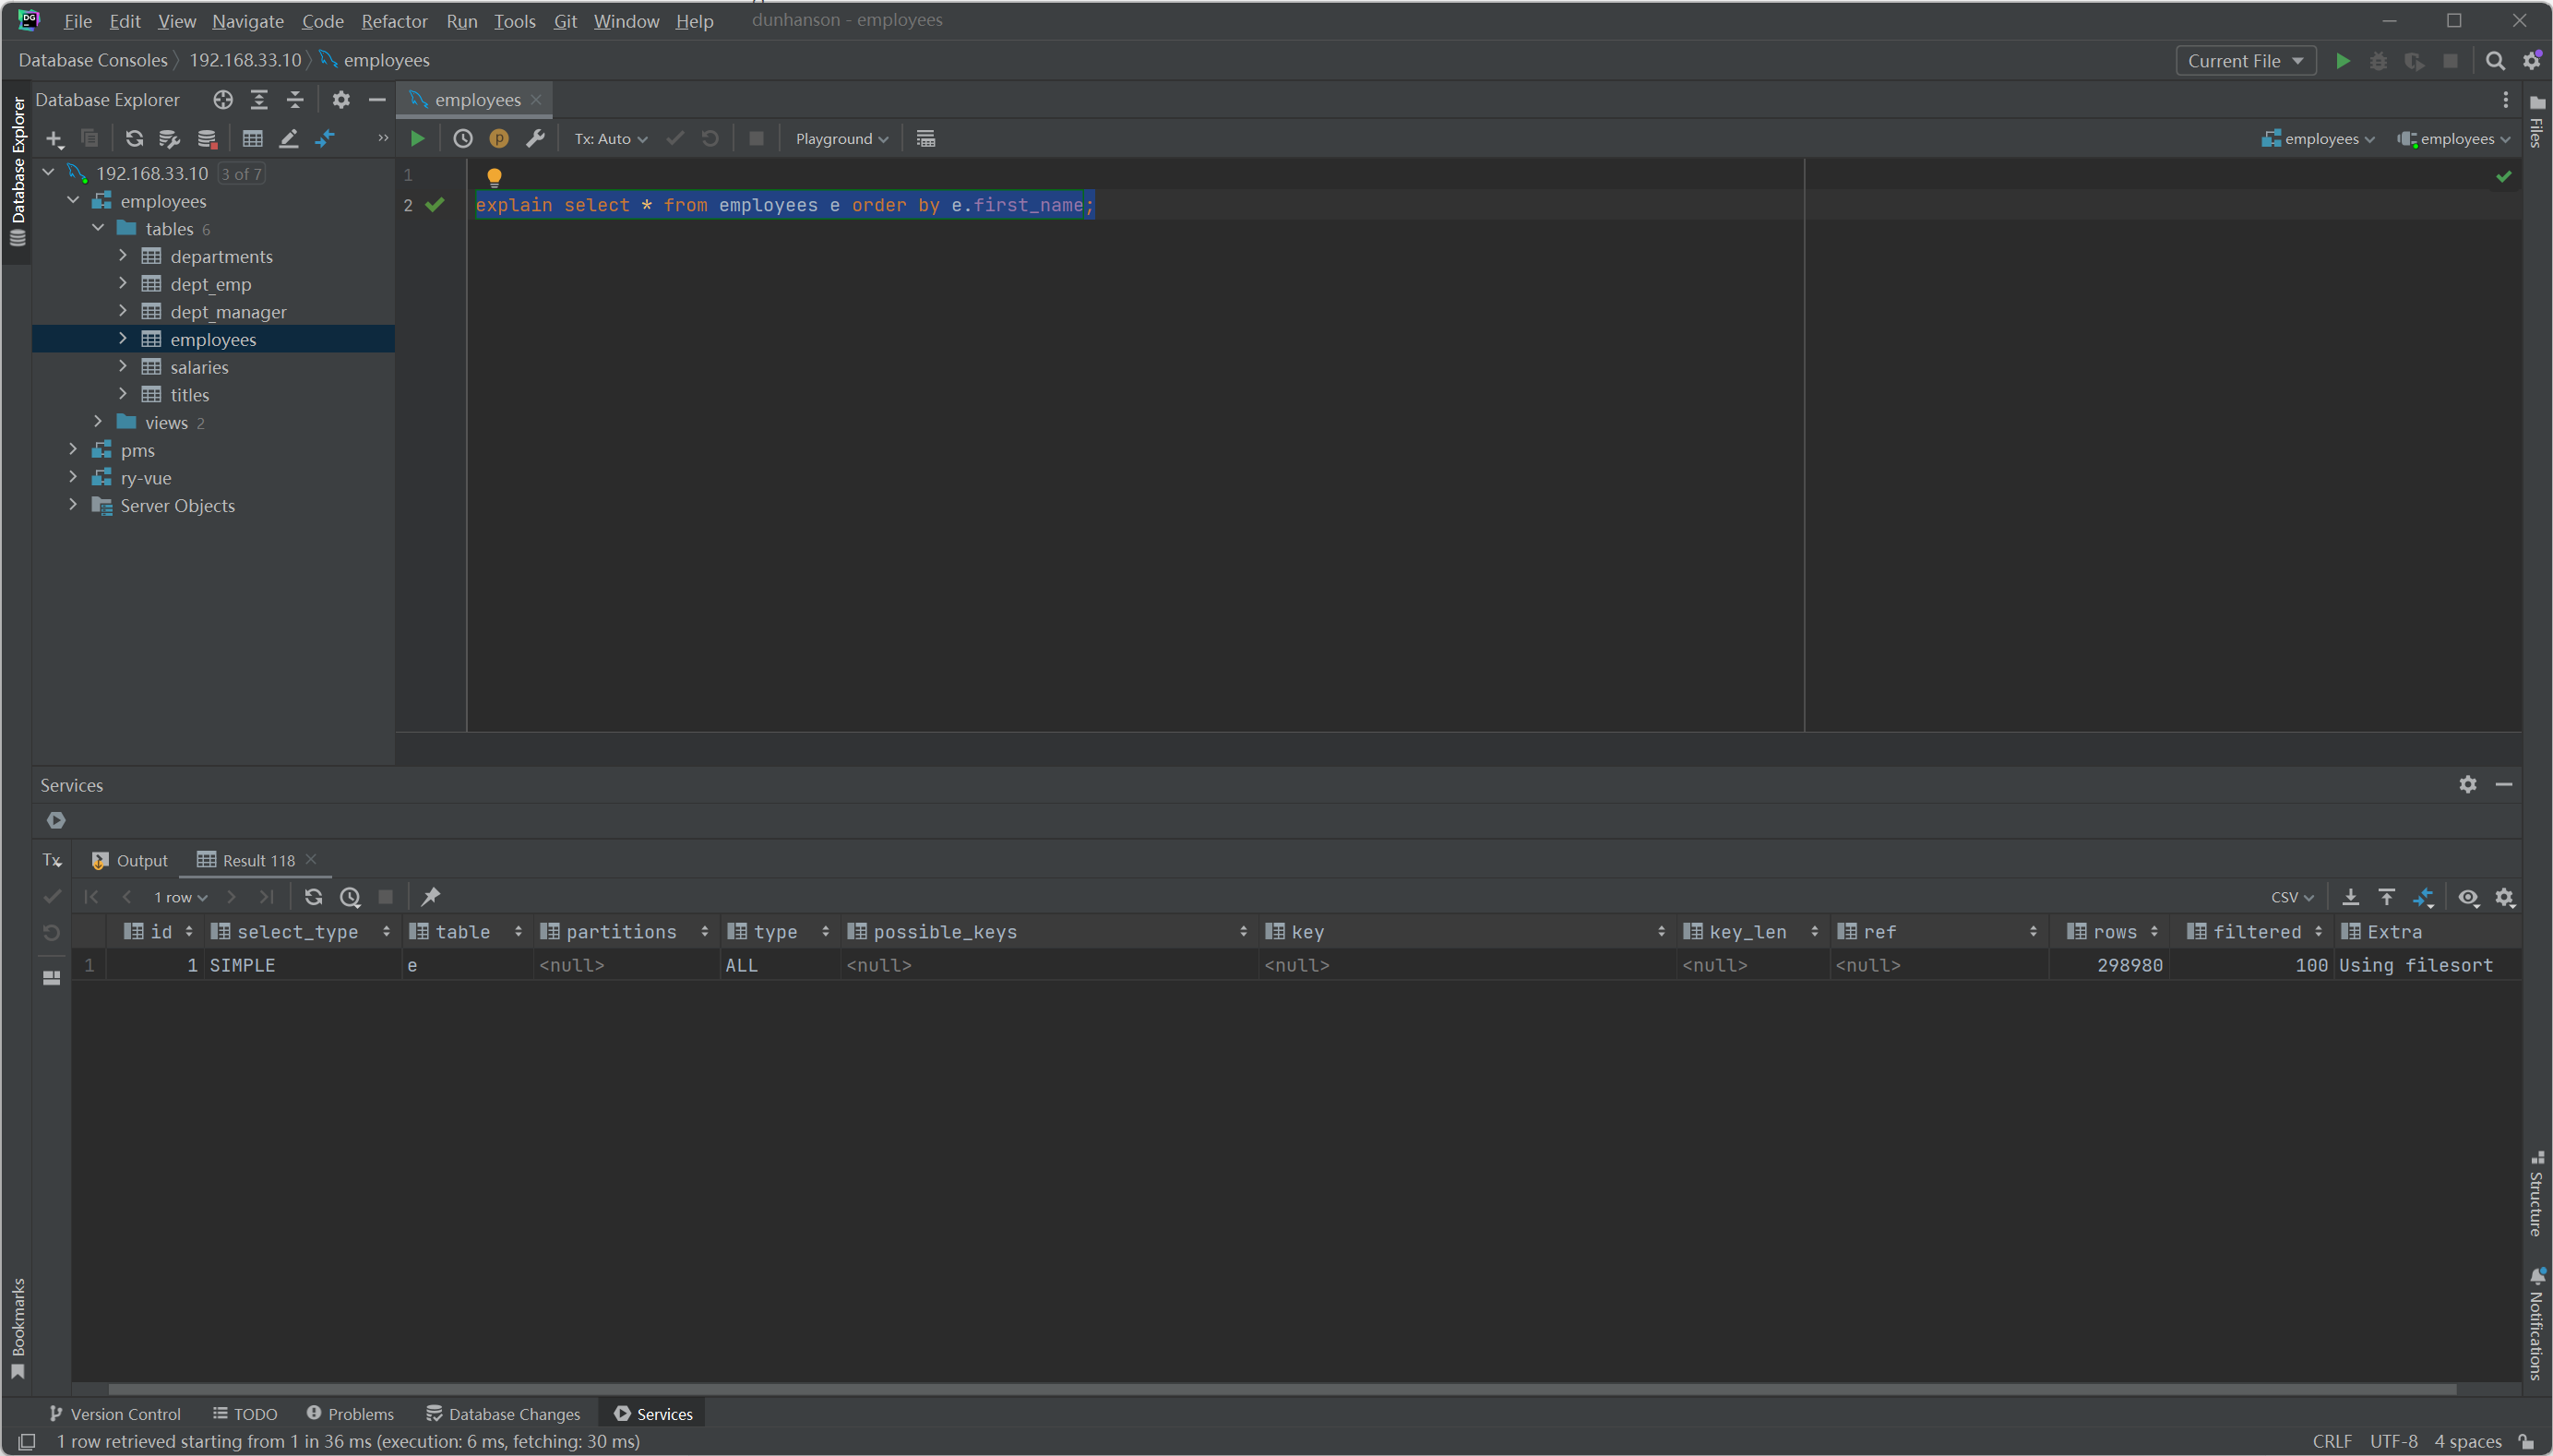 File Edit View Navigate Code Refactor Run Tools Git Window Help dunhanson - employees
Database Consoles 192.168.33.10 employees Current File
Database Explorer employees
Tx: Auto Playground employees employees
192.168.33.10 3 of 7
employees
tables 6
departments
dept_emp
dept_manager
employees
salaries
titles
views 2
pms
ry-vue
Server Objects
1
2 explain select * from employees e order by e.first_name;
Database Explorer
Bookmarks
Files
Structure
Notifications
Services
Tx Output Result 118
1 row CSV
id select_type table partitions type possible_keys key key_len ref rows filtered Extra
1 1 SIMPLE e <null> ALL <null> <null> <null> <null> 298980 100 Using filesort
Version Control TODO Problems Database Changes Services
1 row retrieved starting from 1 in 36 ms (execution: 6 ms, fetching: 30 ms) CRLF UTF-8 4 spaces